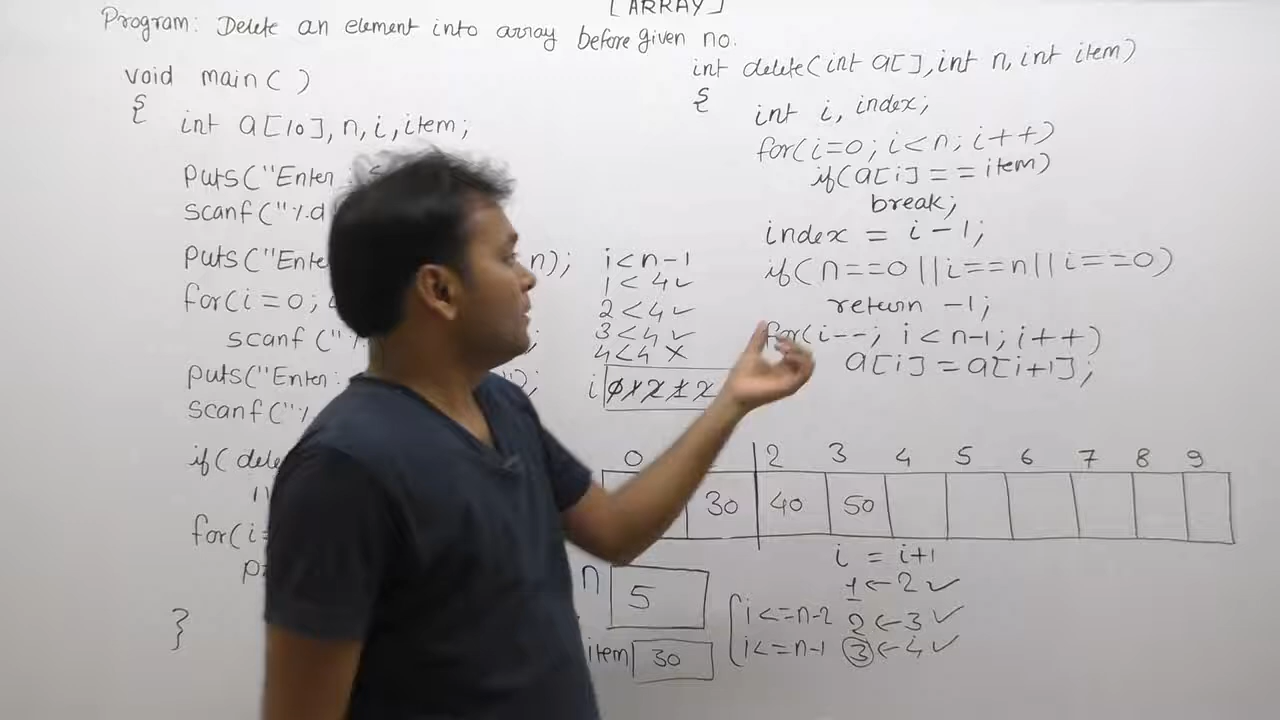 [ARRAY]
Program: Delete an element into array before given no.
void main( )
{
int a[10], n, i, item;
puts("Enter
scanf("%d
puts("Ente n);
for(i=0;
scanf("% ;
puts("Enter );
scanf("%
if( dele
for(i=
}
int delete(int a[], int n, int item)
{
int i, index;
for(i=0; i<n; i++)
if(a[i]==item)
break;
index = i-1;
if(n==0||i==n||i==0)
return -1;
for(i--; i<n-1; i++)
a[i]=a[i+1];
i<n-1
1<4✓
2<4✓
3<4✓
4<4 ✗
i
0 2 3 4 5 6 7 8 9
30 40 50
i = i+1
1←2✓
2←3✓
3←4✓
i<=n-2
i<=n-1
n 5
item 30